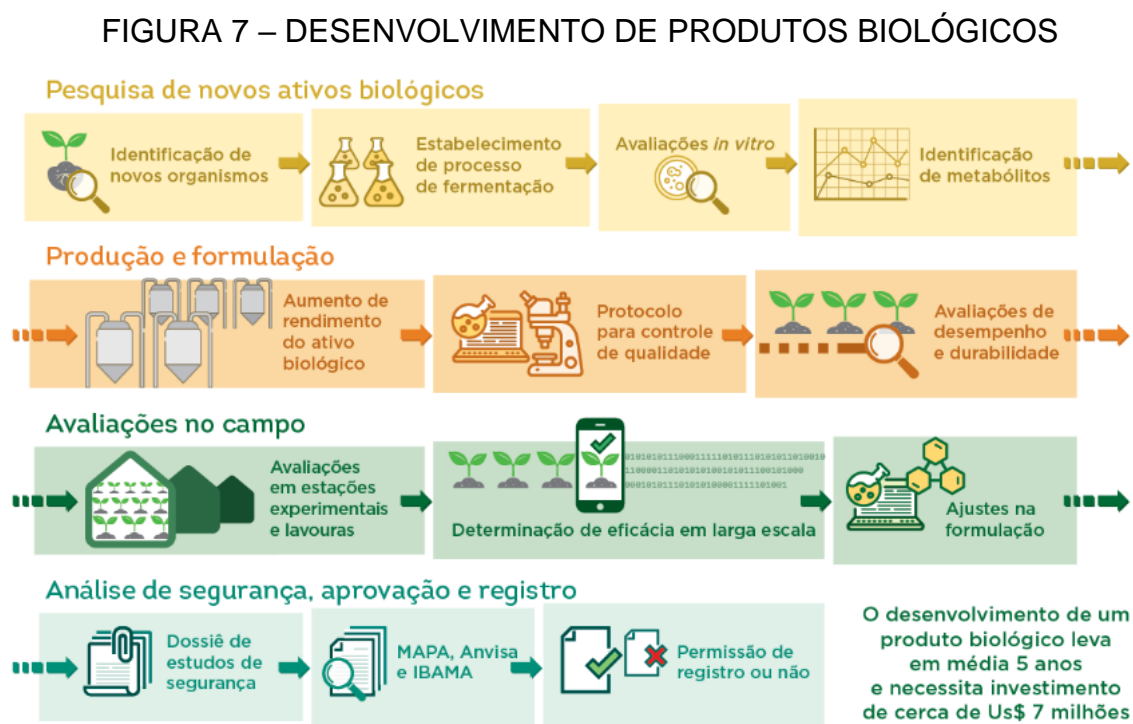 FIGURA 7 – DESENVOLVIMENTO DE PRODUTOS BIOLÓGICOS
Pesquisa de novos ativos biológicos
Identificação de
novos organismos
Estabelecimento
de processo
de fermentação
Avaliações in vitro
Identificação
de metabólitos
Produção e formulação
Aumento de
rendimento
do ativo
biológico
Protocolo
para controle
de qualidade
Avaliações de
desempenho
e durabilidade
Avaliações no campo
Avaliações
em estações
experimentais
e lavouras
Determinação de eficácia em larga escala
Ajustes na
formulação
Análise de segurança, aprovação e registro
Dossiê de
estudos de
segurança
MAPA, Anvisa
e IBAMA
Permissão de
registro ou não
O desenvolvimento de um
produto biológico leva
em média 5 anos
e necessita investimento
de cerca de Us$ 7 milhões